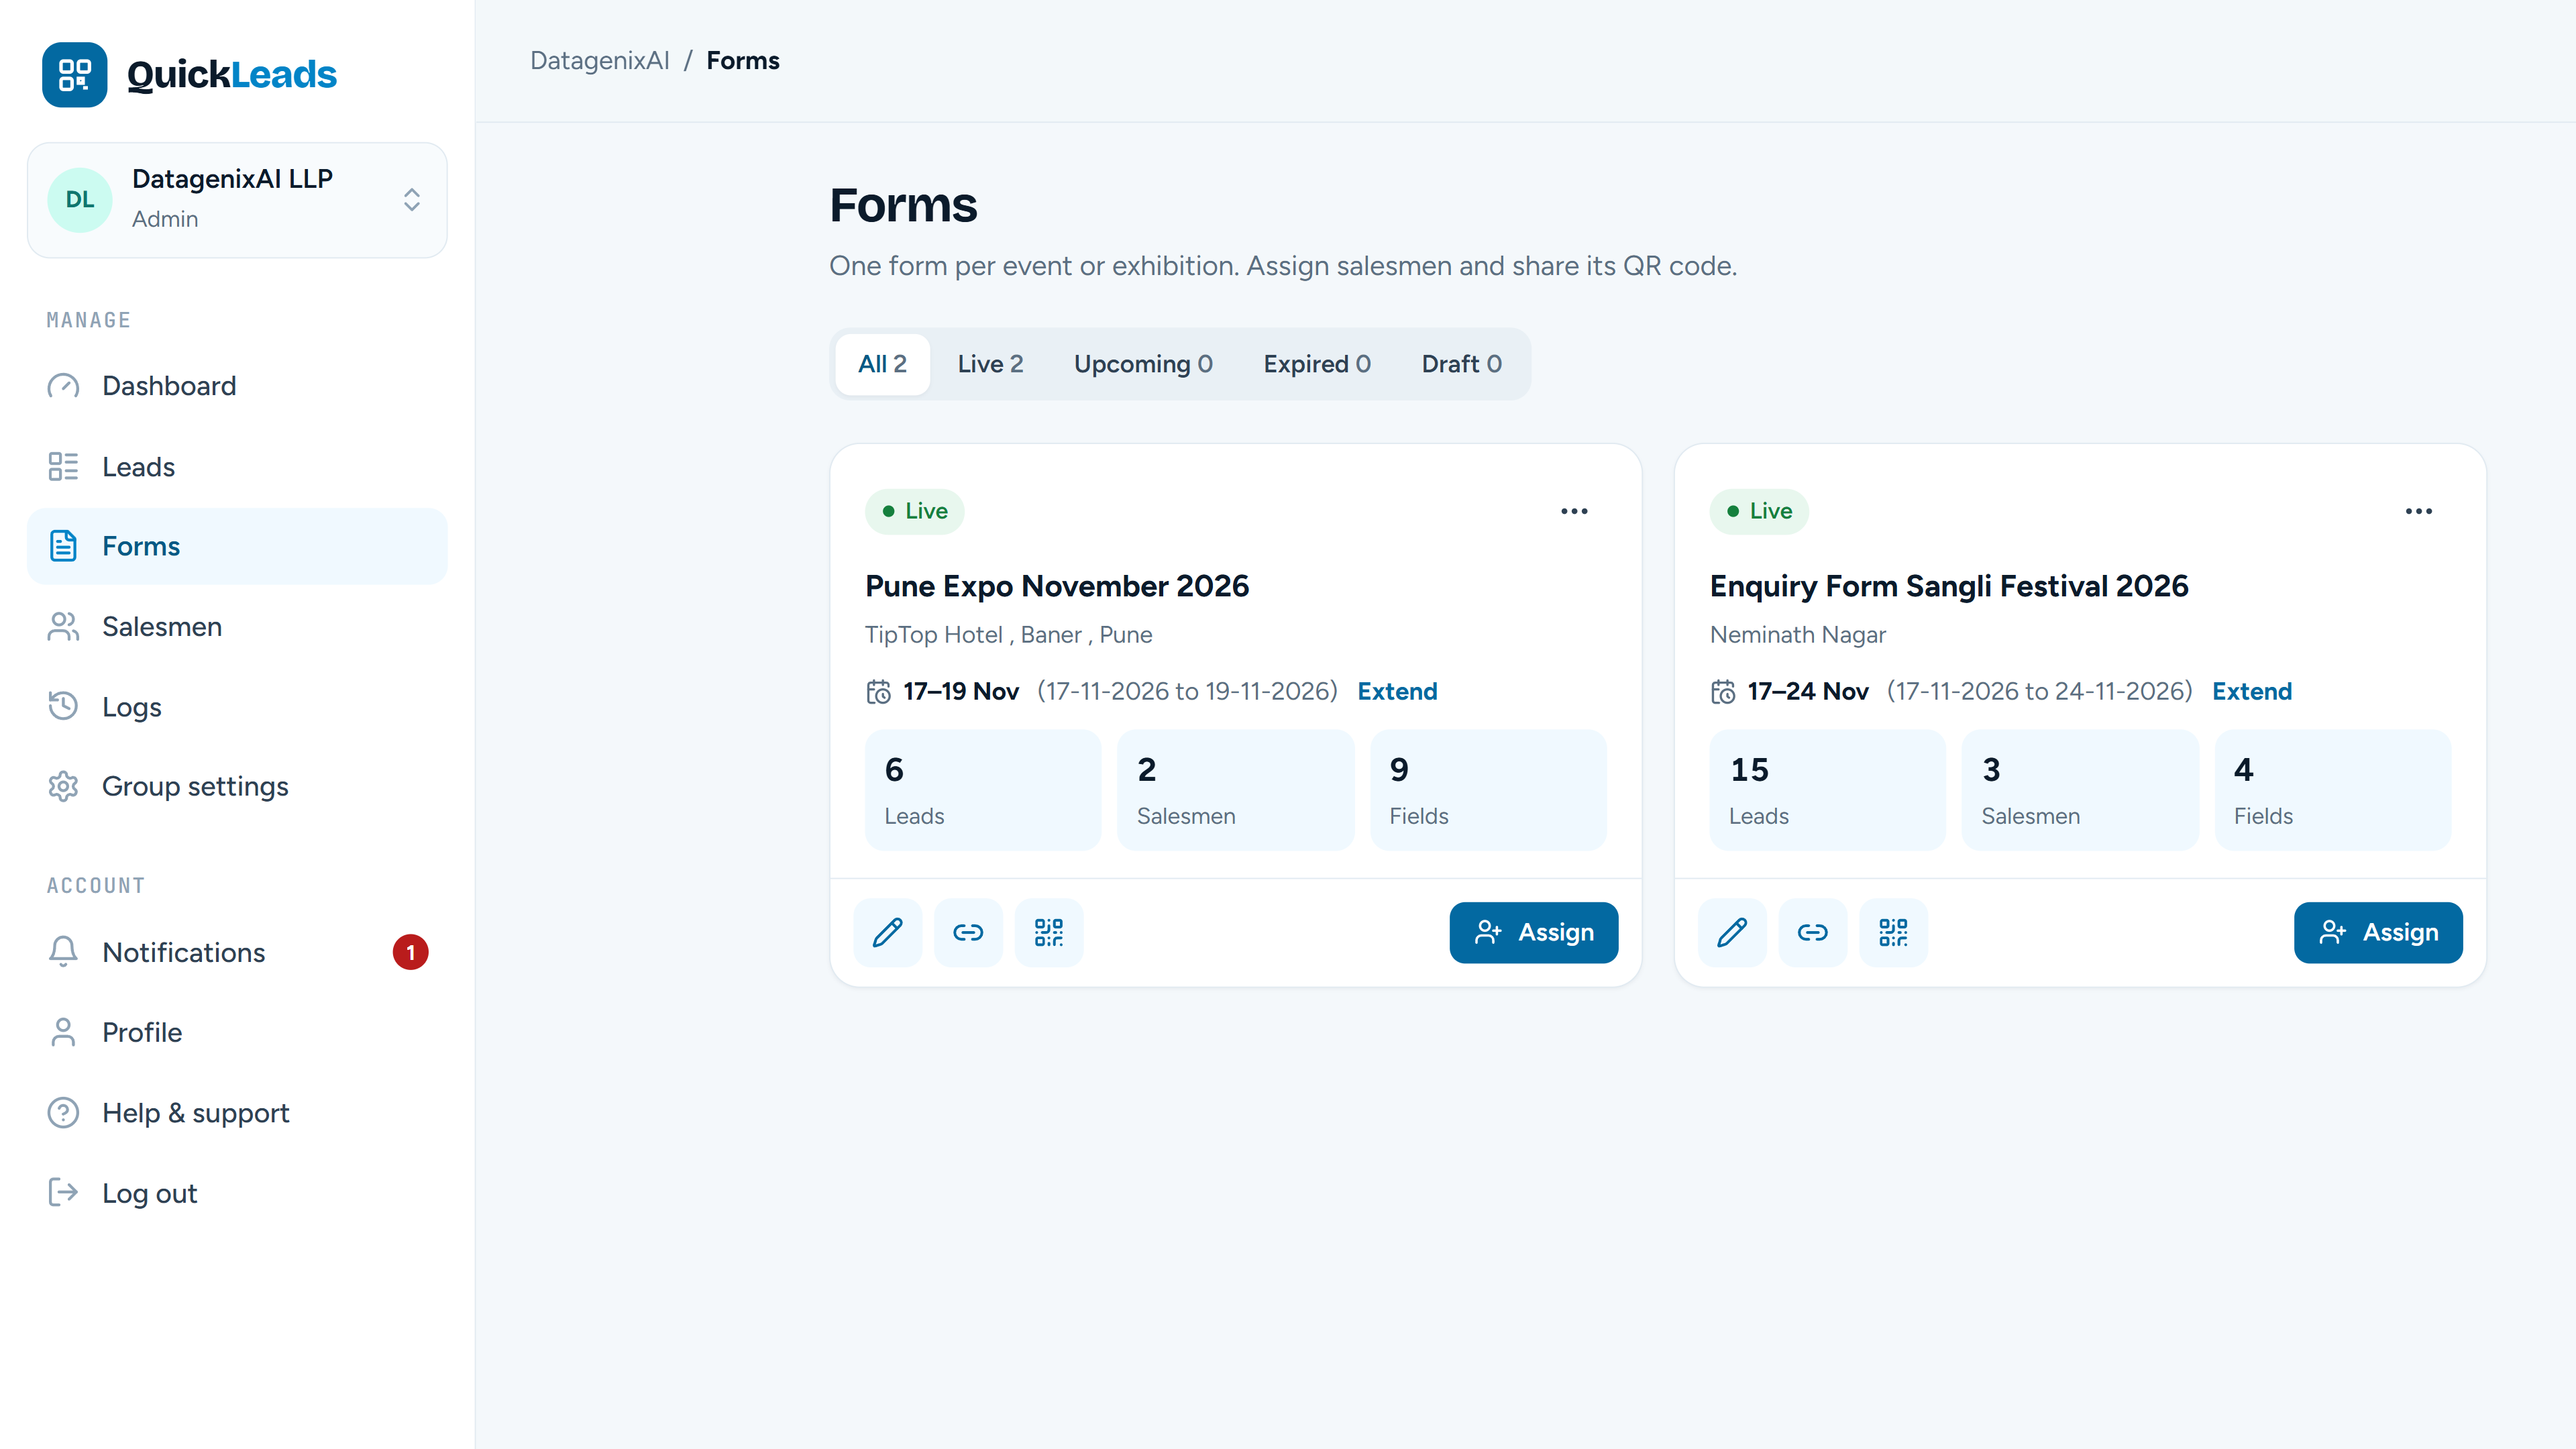 QuickLeads
DL
DatagenixAI LLP
Admin
MANAGE
Dashboard
Leads
Forms
Salesmen
Logs
Group settings
ACCOUNT
Notifications 1
Profile
Help & support
Log out
DatagenixAI / Forms
Forms
One form per event or exhibition. Assign salesmen and share its QR code.
All 2 Live 2 Upcoming 0 Expired 0 Draft 0
Live
Pune Expo November 2026
TipTop Hotel , Baner , Pune
17–19 Nov (17-11-2026 to 19-11-2026) Extend
6 2 9
Leads Salesmen Fields
Assign
Live
Enquiry Form Sangli Festival 2026
Neminath Nagar
17–24 Nov (17-11-2026 to 24-11-2026) Extend
15 3 4
Leads Salesmen Fields
Assign